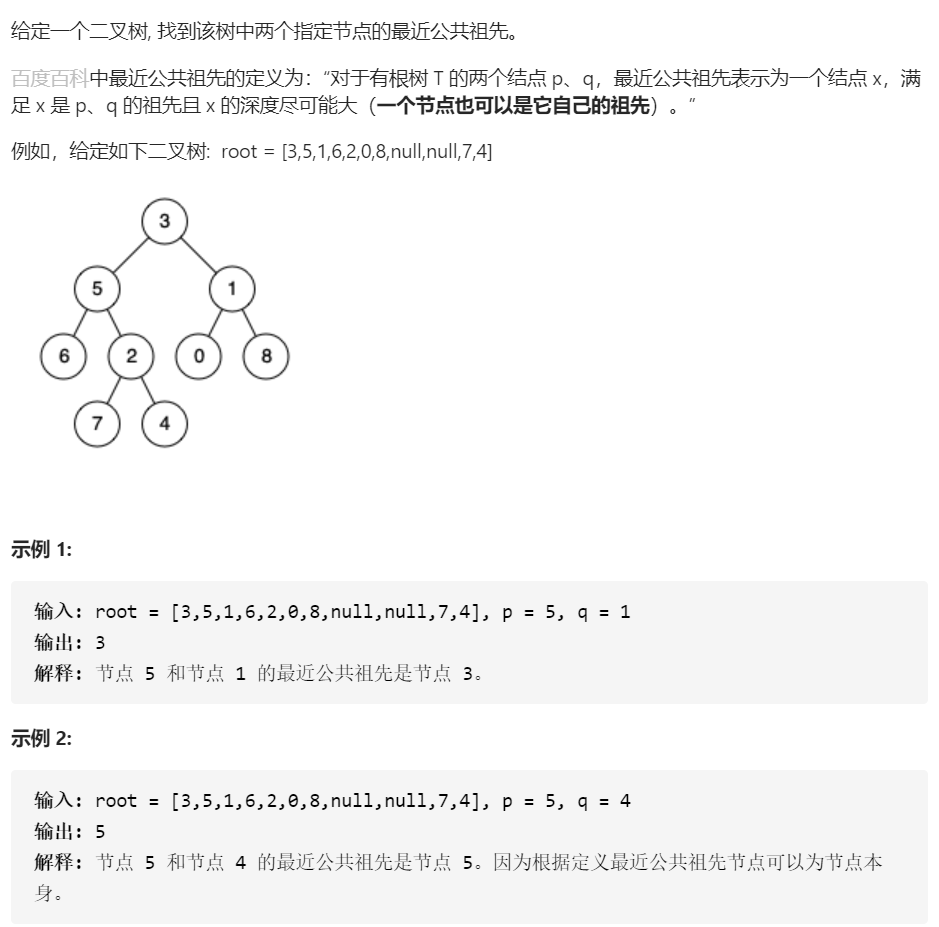 给定一个二叉树, 找到该树中两个指定节点的最近公共祖先。
百度百科中最近公共祖先的定义为：“对于有根树 T 的两个结点 p、q，最近公共祖先表示为一个结点 x，满
足 x 是 p、q 的祖先且 x 的深度尽可能大（一个节点也可以是它自己的祖先）。”
例如，给定如下二叉树: root = [3,5,1,6,2,0,8,null,null,7,4]
3
5 1
6 2 0 8
7 4
示例 1:
输入: root = [3,5,1,6,2,0,8,null,null,7,4], p = 5, q = 1
输出: 3
解释: 节点 5 和节点 1 的最近公共祖先是节点 3。
示例 2:
输入: root = [3,5,1,6,2,0,8,null,null,7,4], p = 5, q = 4
输出: 5
解释: 节点 5 和节点 4 的最近公共祖先是节点 5。因为根据定义最近公共祖先节点可以为节点本
身。